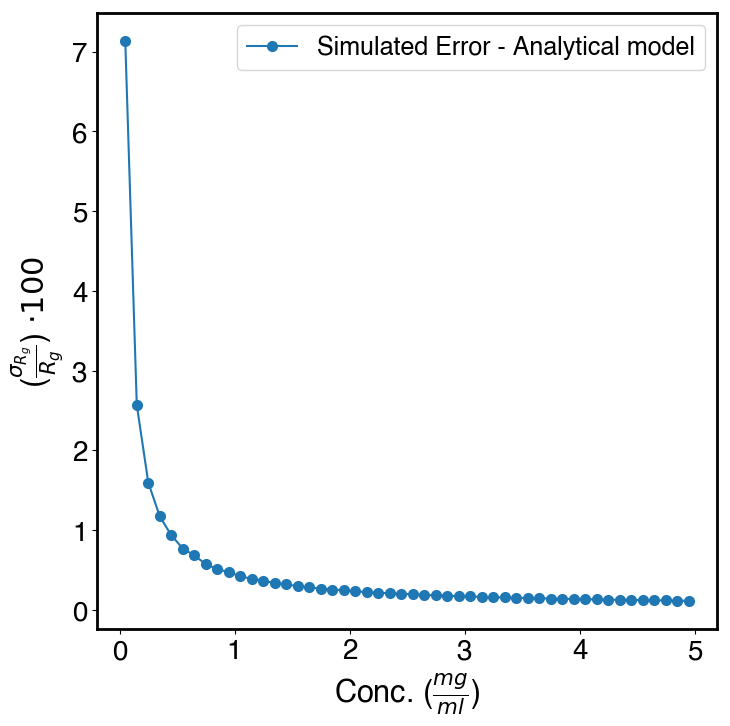 Simulated Error - Analytical model
7
6
5
4
3
2
1
0
(σ_{R_g}/R_g) ·100
0 1 2 3 4 5
Conc. (mg/ml)